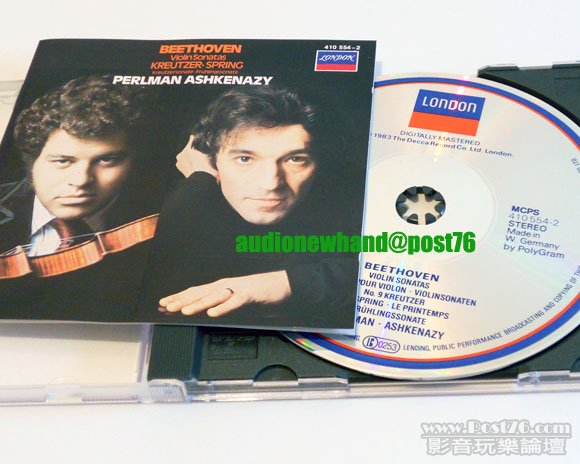 410 554-2
BEETHOVEN
Violin Sonatas
KREUTZER·SPRING
Kreutzersonate·Frühlingssonate
PERLMAN ASHKENAZY
LONDON
LONDON
DIGITALLY MASTERED
1983 The Decca Record Co. Ltd. London.
MCPS
410 554-2
STEREO
Made in
W. Germany
by PolyGram
BEETHOVEN
VIOLIN SONATAS
POUR VIOLON · VIOLINSONATEN
No. 9 KREUTZER
SPRING · LE PRINTEMPS
FRÜHLINGSSONATE
· ASHKENAZY
0253
LENDING, PUBLIC PERFORMANCE BROADCASTING AND COPYING OF
audionewhand@post76
www.Post76.com
影音玩樂論壇